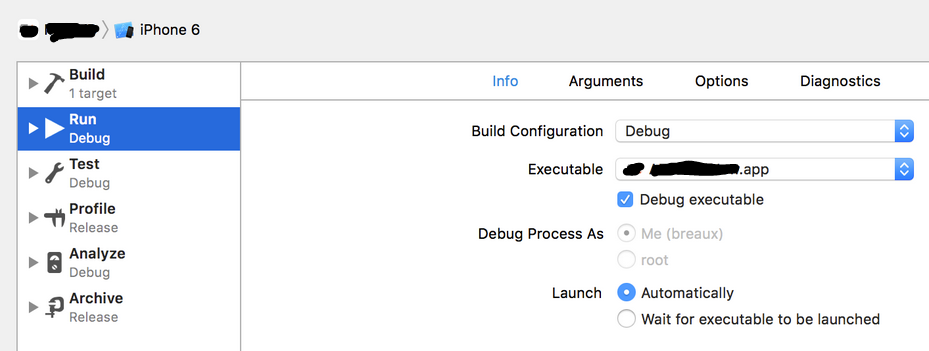 iPhone 6
Build
1 target
Run
Debug
Test
Debug
Profile
Release
Analyze
Debug
Archive
Release
Info Arguments Options Diagnostics
Build Configuration Debug
Executable .app
Debug executable
Debug Process As Me (breaux)
root
Launch Automatically
Wait for executable to be launched